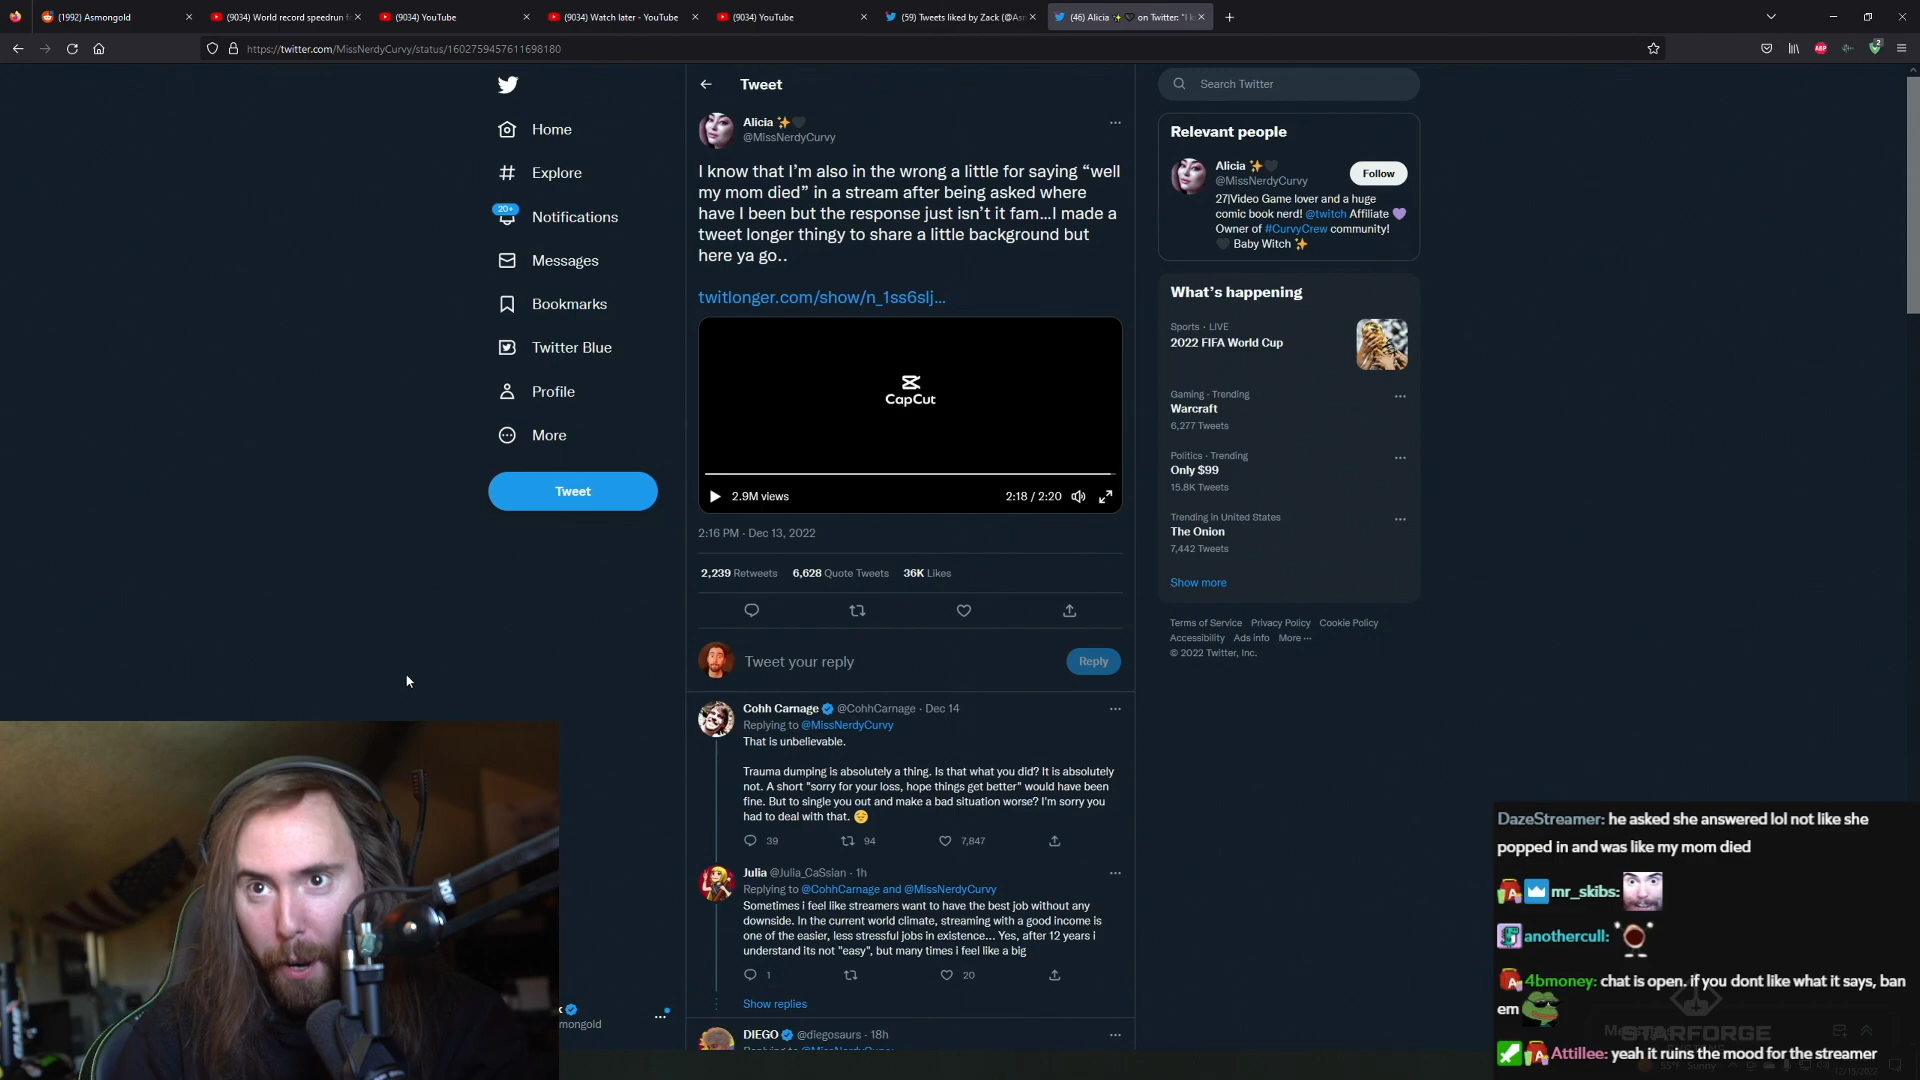 (1992) Asmongold
(9034) World record speedrun f
(9034) YouTube
(9034) Watch later - YouTube
(9034) YouTube
(59) Tweets liked by Zack (@Asn
(46) Alicia ✨🖤 on Twitter: "I k
https://twitter.com/MissNerdyCurvy/status/1602759457611698180
ABP
2
Home
Explore
20+
Notifications
Messages
Bookmarks
Twitter Blue
Profile
More
Tweet
Tweet
Alicia ✨🖤
@MissNerdyCurvy
I know that I’m also in the wrong a little for saying “well
my mom died” in a stream after being asked where
have I been but the response just isn’t it fam…I made a
tweet longer thingy to share a little background but
here ya go..
twitlonger.com/show/n_1ss6slj…
CapCut
2.9M views
2:18 / 2:20
2:16 PM · Dec 13, 2022
2,239 Retweets 6,628 Quote Tweets 36K Likes
Tweet your reply
Reply
Cohh Carnage @CohhCarnage · Dec 14
Replying to @MissNerdyCurvy
That is unbelievable.
Trauma dumping is absolutely a thing. Is that what you did? It is absolutely
not. A short "sorry for your loss, hope things get better" would have been
fine. But to single you out and make a bad situation worse? I'm sorry you
had to deal with that. 😔
39 94 7,847
Julia @Julia_CaSsian · 1h
Replying to @CohhCarnage and @MissNerdyCurvy
Sometimes i feel like streamers want to have the best job without any
downside. In the current world climate, streaming with a good income is
one of the easier, less stressful jobs in existence... Yes, after 12 years i
understand its not "easy", but many times i feel like a big
1 20
Show replies
DIEGO @diegosaurs · 18h
mongold
Search Twitter
Relevant people
Alicia ✨🖤
@MissNerdyCurvy
Follow
27|Video Game lover and a huge
comic book nerd! @twitch Affiliate 💜
Owner of #CurvyCrew community!
🖤 Baby Witch ✨
What’s happening
Sports · LIVE
2022 FIFA World Cup
Gaming · Trending
Warcraft
6,277 Tweets
Politics · Trending
Only $99
15.8K Tweets
Trending in United States
The Onion
7,442 Tweets
Show more
Terms of Service Privacy Policy Cookie Policy
Accessibility Ads info More ···
© 2022 Twitter, Inc.
DazeStreamer: he asked she answered lol not like she
popped in and was like my mom died
mr_skibs:
anothercull:
4bmoney: chat is open. if you dont like what it says, ban
em
STARFORGE
Attillee: yeah it ruins the mood for the streamer
12/15/2022